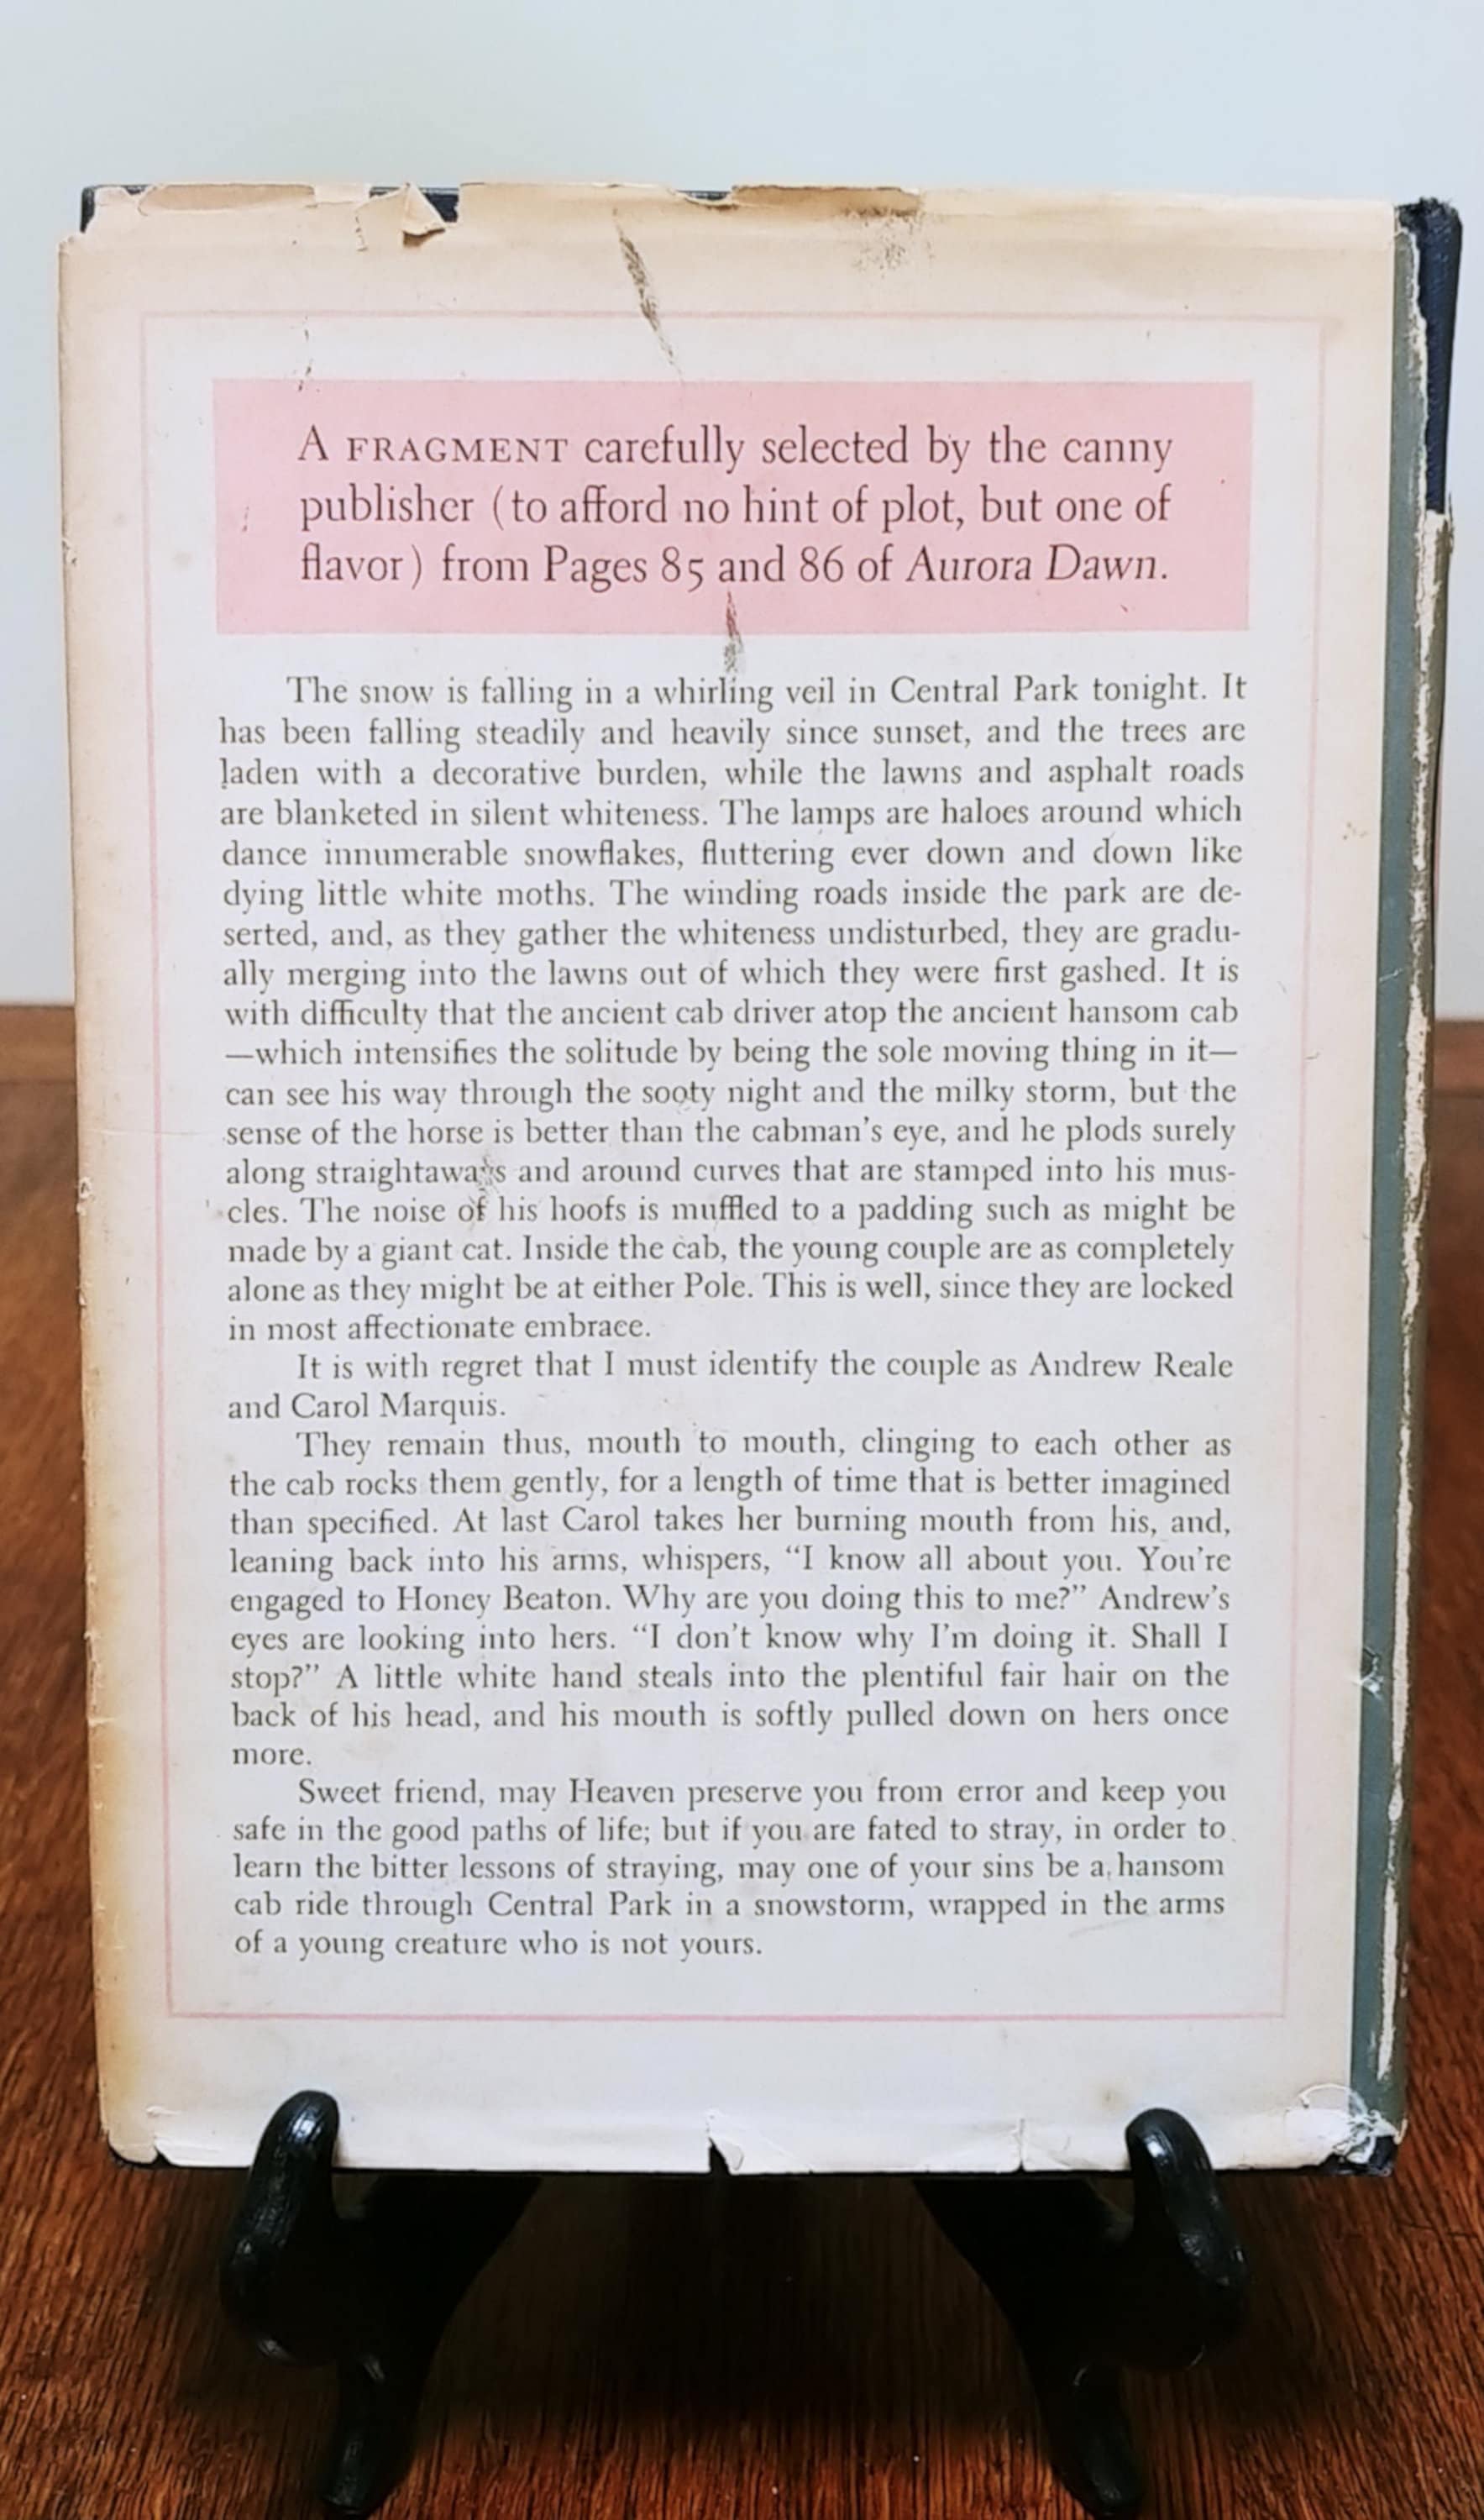 A FRAGMENT carefully selected by the canny
publisher (to afford no hint of plot, but one of
flavor) from Pages 85 and 86 of Aurora Dawn.
The snow is falling in a whirling veil in Central Park tonight. It
has been falling steadily and heavily since sunset, and the trees are
laden with a decorative burden, while the lawns and asphalt roads
are blanketed in silent whiteness. The lamps are haloes around which
dance innumerable snowflakes, fluttering ever down and down like
dying little white moths. The winding roads inside the park are de-
serted, and, as they gather the whiteness undisturbed, they are gradu-
ally merging into the lawns out of which they were first gashed. It is
with difficulty that the ancient cab driver atop the ancient hansom cab
—which intensifies the solitude by being the sole moving thing in it—
can see his way through the sooty night and the milky storm, but the
sense of the horse is better than the cabman's eye, and he plods surely
along straightaways and around curves that are stamped into his mus-
cles. The noise of his hoofs is muffled to a padding such as might be
made by a giant cat. Inside the cab, the young couple are as completely
alone as they might be at either Pole. This is well, since they are locked
in most affectionate embrace.
It is with regret that I must identify the couple as Andrew Reale
and Carol Marquis.
They remain thus, mouth to mouth, clinging to each other as
the cab rocks them gently, for a length of time that is better imagined
than specified. At last Carol takes her burning mouth from his, and,
leaning back into his arms, whispers, “I know all about you. You're
engaged to Honey Beaton. Why are you doing this to me?” Andrew's
eyes are looking into hers. “I don't know why I'm doing it. Shall I
stop?” A little white hand steals into the plentiful fair hair on the
back of his head, and his mouth is softly pulled down on hers once
more.
Sweet friend, may Heaven preserve you from error and keep you
safe in the good paths of life; but if you are fated to stray, in order to
learn the bitter lessons of straying, may one of your sins be a hansom
cab ride through Central Park in a snowstorm, wrapped in the arms
of a young creature who is not yours.